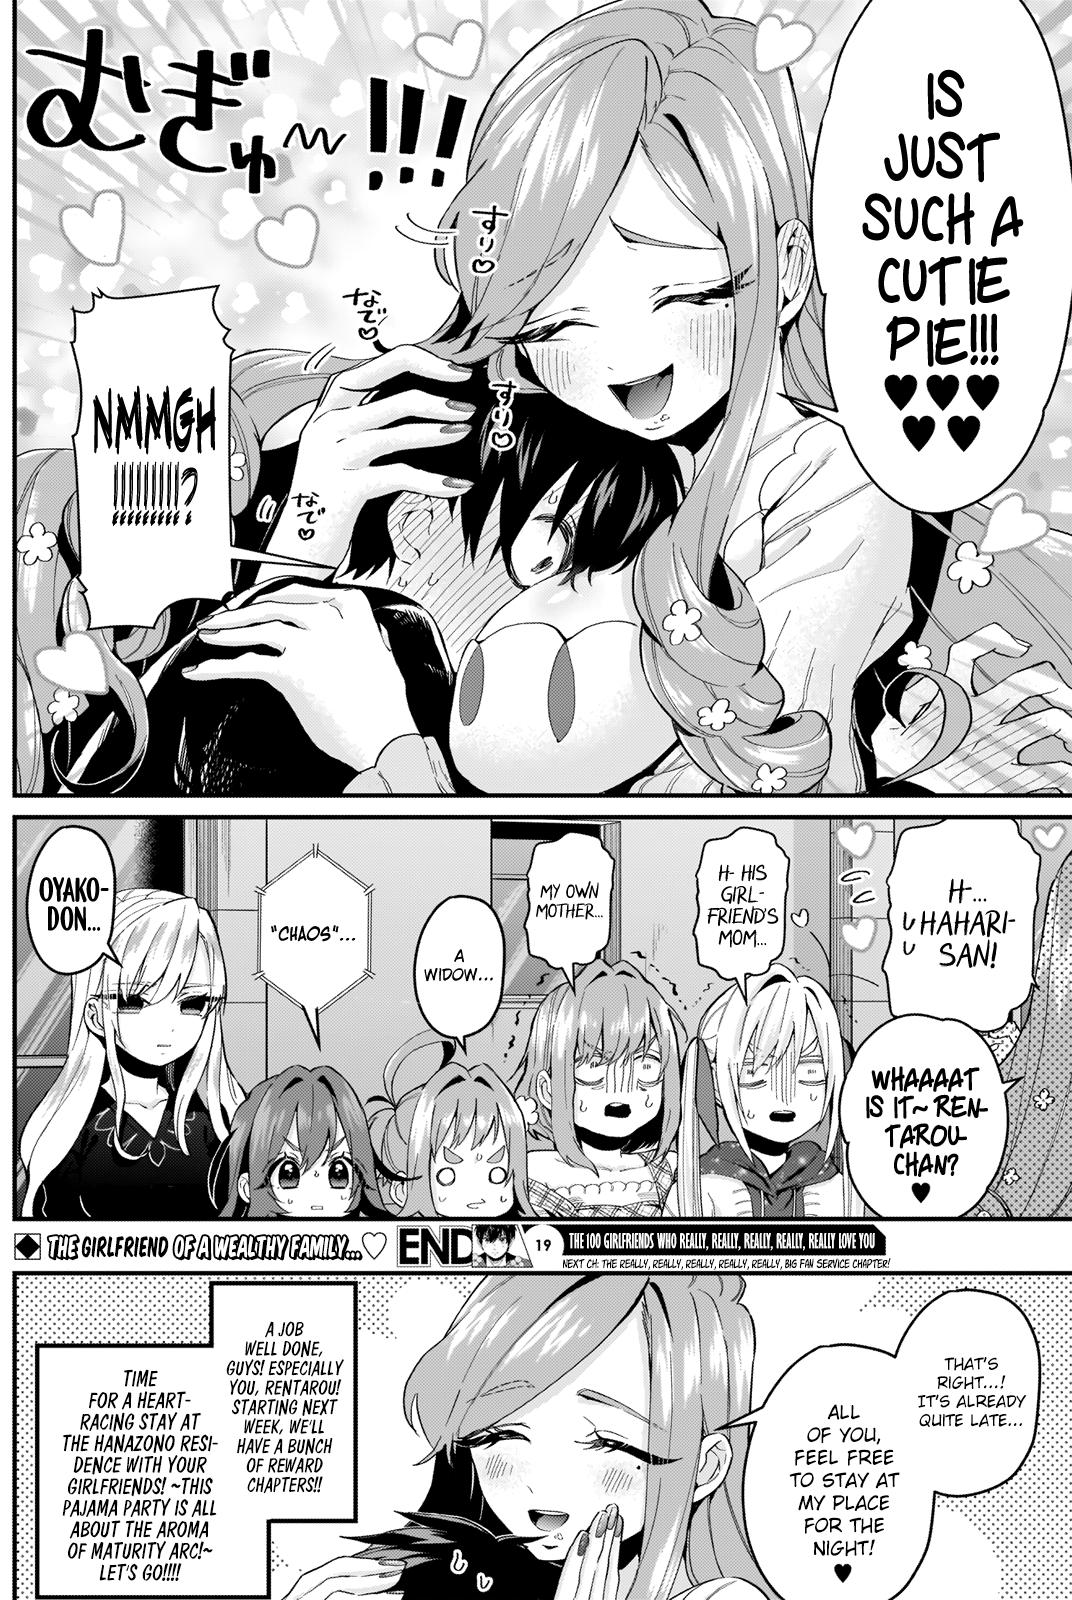 IS
JUST
SUCH A
CUTIE
PIE!!!
♥♥♥
♥♥
むぎゅ〜!!!
すり♡
なで♡
すり♡
なで♡
NMMGH
!!!!!!!!!!?
H...
HAHARI-
SAN!
WHAAAAT
IS IT~ REN-
TAROU-
CHAN?
♥
H- HIS
GIRL-
FRIEND'S
MOM...
MY OWN
MOTHER...
A
WIDOW...
"CHAOS"...
OYAKO-
DON...
◆ THE GIRLFRIEND OF A WEALTHY FAMILY...♡
END
19
THE 100 GIRLFRIENDS WHO REALLY, REALLY, REALLY, REALLY, REALLY LOVE YOU
NEXT CH: THE REALLY, REALLY, REALLY, REALLY, REALLY, BIG FAN SERVICE CHAPTER!
THAT'S
RIGHT...!
IT'S ALREADY
QUITE LATE...
ALL
OF YOU,
FEEL FREE
TO STAY AT
MY PLACE
FOR THE
NIGHT!
♥
A JOB
WELL DONE,
GUYS! ESPECIALLY
YOU, RENTAROU!
STARTING NEXT
WEEK, WE'LL
HAVE A BUNCH
OF REWARD
CHAPTERS!!
TIME
FOR A HEART-
RACING STAY AT
THE HANAZONO RESI-
DENCE WITH YOUR
GIRLFRIENDS! ~THIS
PAJAMA PARTY IS ALL
ABOUT THE AROMA
OF MATURITY ARC!~
LET'S GO!!!!